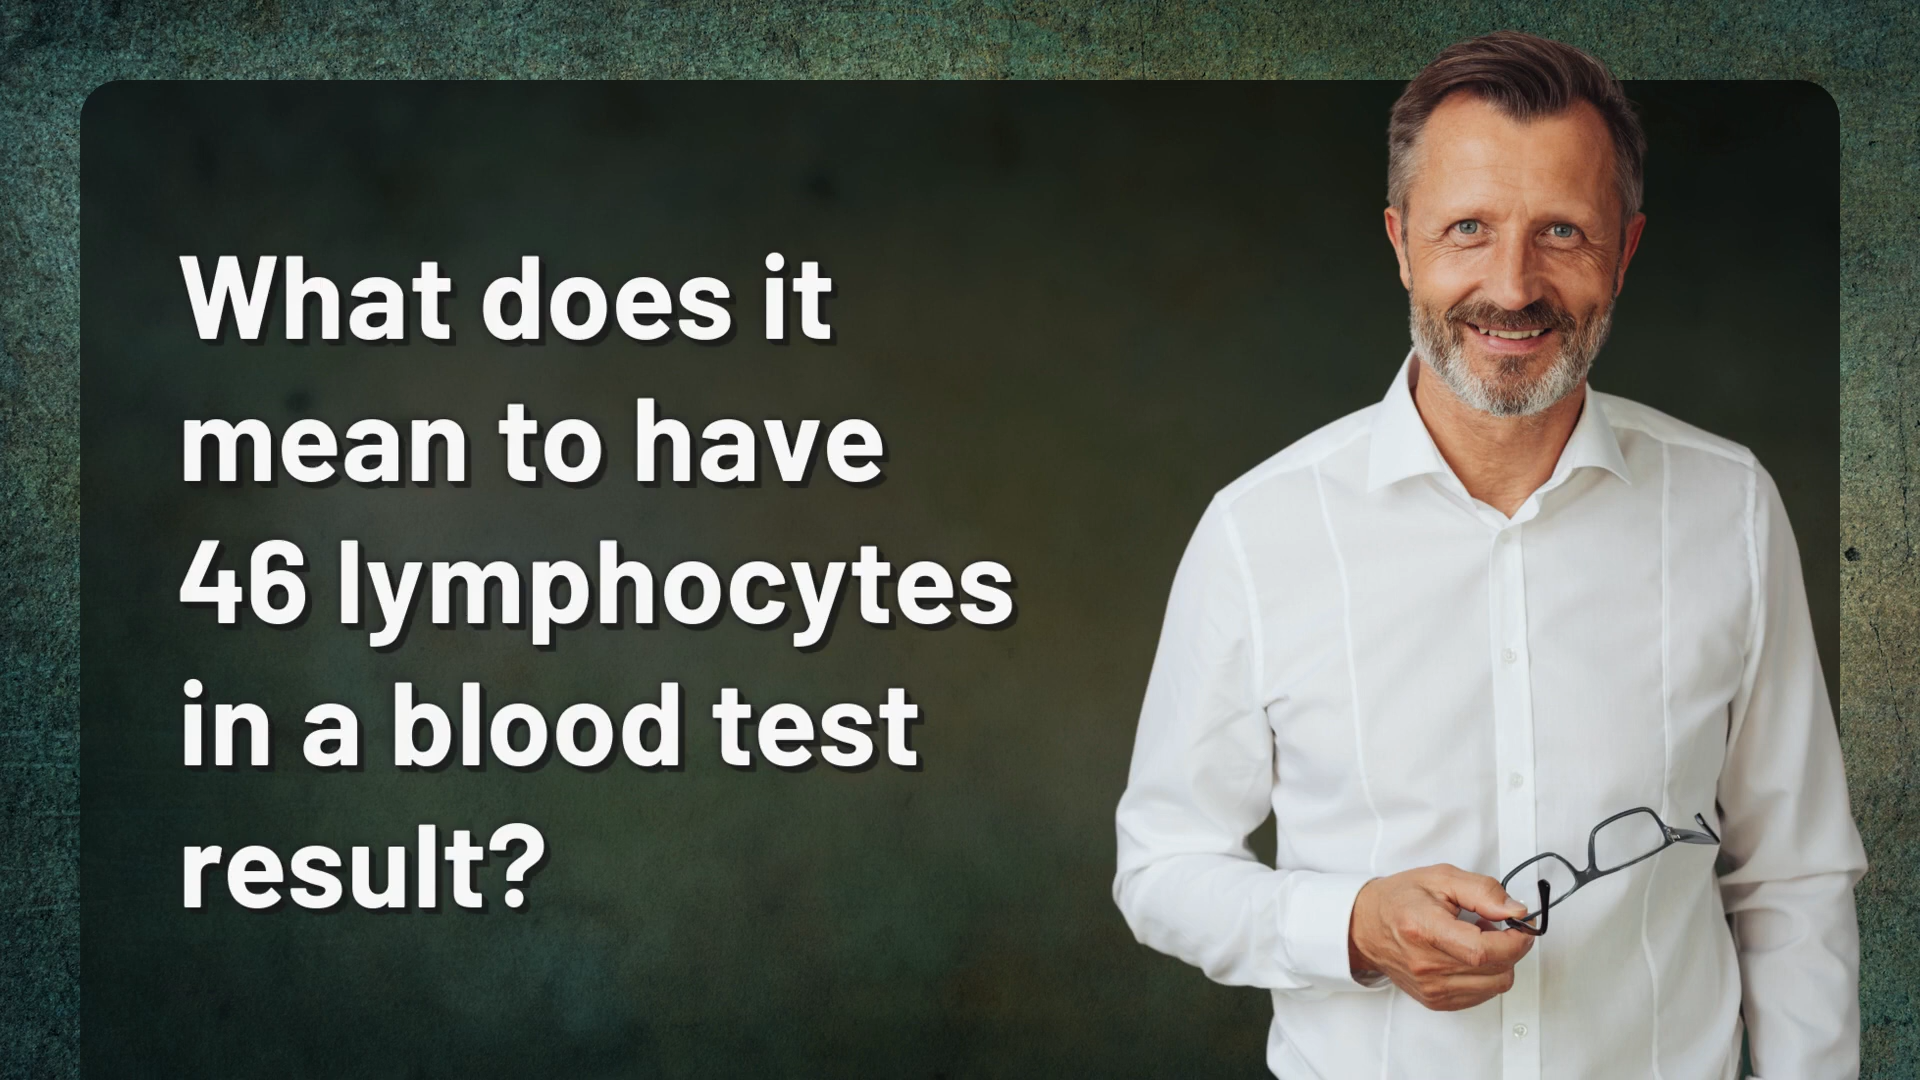 What does it
mean to have
46 lymphocytes
in a blood test
result?